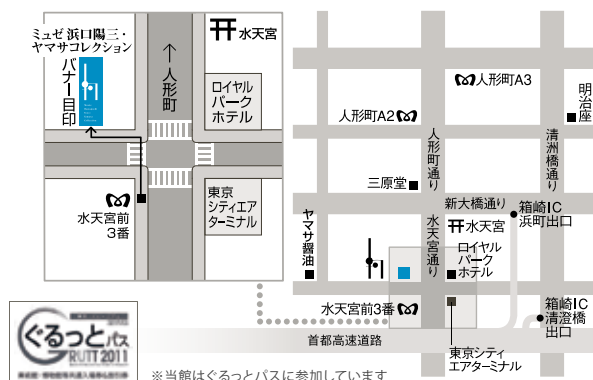 ミュゼ 浜口陽三・
ヤマサコレクション
バナー目印
↑人形町
水天宮
ロイヤル
パーク
ホテル
東京
シティエア
ターミナル
水天宮前
3番
人形町A3
人形町A2
明治座
人形町通り
清洲橋通り
三原堂
新大橋通り
箱崎IC
浜町出口
ヤマサ醤油
水天宮通り
水天宮
ロイヤル
パーク
ホテル
水天宮前3番
箱崎IC
清澄橋
出口
首都高速道路
東京シティ
エアターミナル
ぐるっとパス
RUTT 2011
※当館はぐるっとパスに参加しています